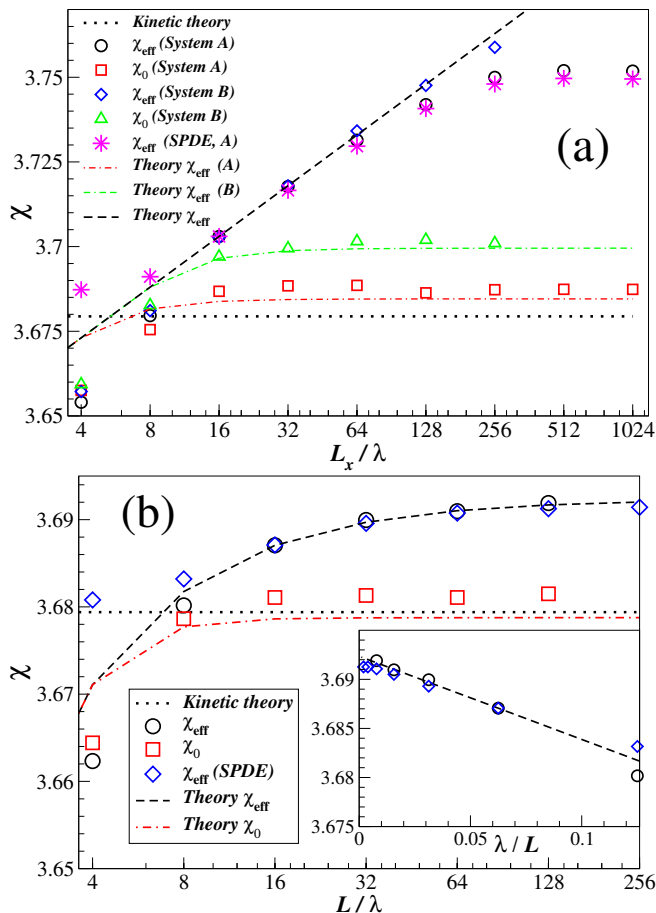 Kinetic theory
χeff (System A)
χ0 (System A)
χeff (System B)
χ0 (System B)
χeff (SPDE, A)
Theory χeff (A)
Theory χeff (B)
Theory χeff
(a)
3.75
3.725
3.7
3.675
3.65
χ
4 8 16 32 64 128 256 512 1024
Lx / λ
(b)
3.69
3.68
3.67
3.66
3.65
χ
Kinetic theory
χeff
χ0
χeff (SPDE)
Theory χeff
Theory χ0
3.69
3.685
3.68
3.675
0 0.05 0.1
λ / L
4 8 16 32 64 128 256
L / λ